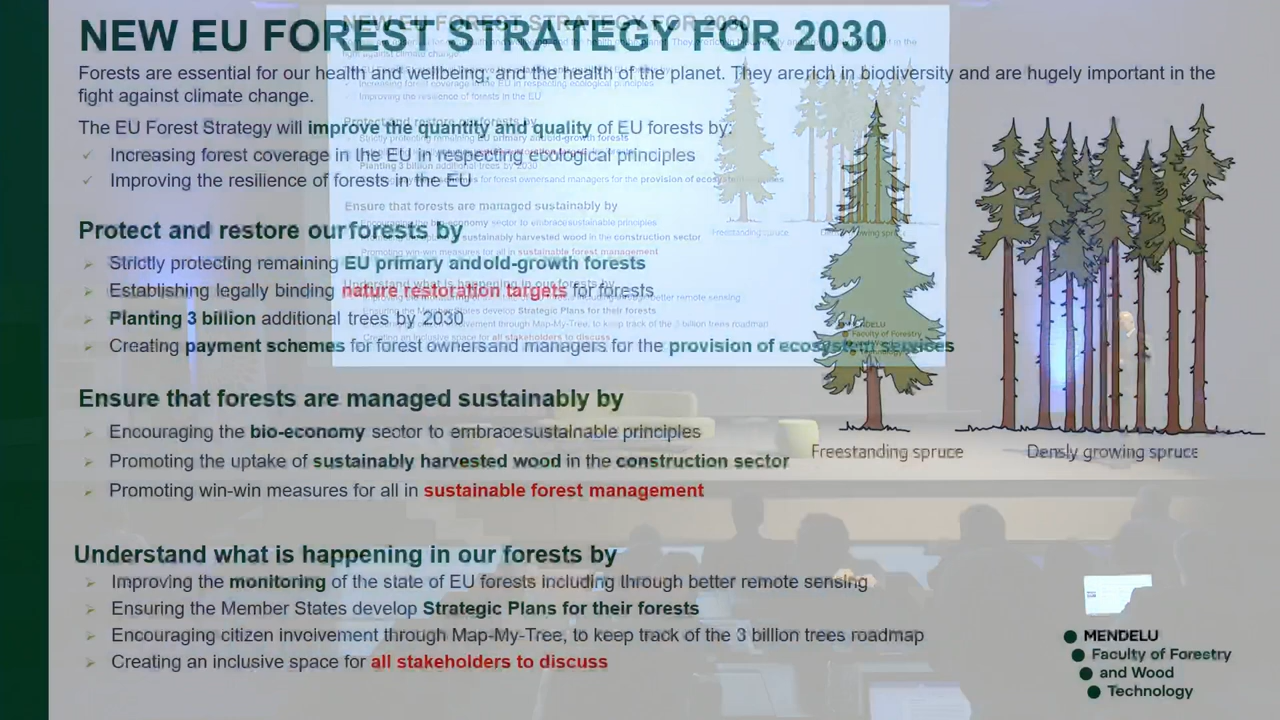 NEW EU FOREST STRATEGY FOR 2030
Forests are essential for our health and wellbeing, and the health of the planet. They arerich in biodiversity and are hugely important in the
fight against climate change.
The EU Forest Strategy will improve the quantity and quality of EU forests by:
Increasing forest coverage in the EU in respecting ecological principles
Improving the resilience of forests in the EU
Protect and restore ourforests by
Strictly protecting remaining EU primary andold-growth forests
Establishing legally binding nature restoration targets for forests
Planting 3 billion additional trees by 2030
Creating payment schemes for forest ownersand managers for the provision of ecosystem services
Ensure that forests are managed sustainably by
Encouraging the bio-economy sector to embracesustainable principles
Promoting the uptake of sustainably harvested wood in the construction sector
Promoting win-win measures for all in sustainable forest management
Freestanding spruce
Densly growing spruce
Understand what is happening in our forests by
Improving the monitoring of the state of EU forests including through better remote sensing
Ensuring the Member States develop Strategic Plans for their forests
Encouraging citizen involvement through Map-My-Tree, to keep track of the 3 billion trees roadmap
Creating an inclusive space for all stakeholders to discuss
MENDELU
Faculty of Forestry
and Wood
Technology